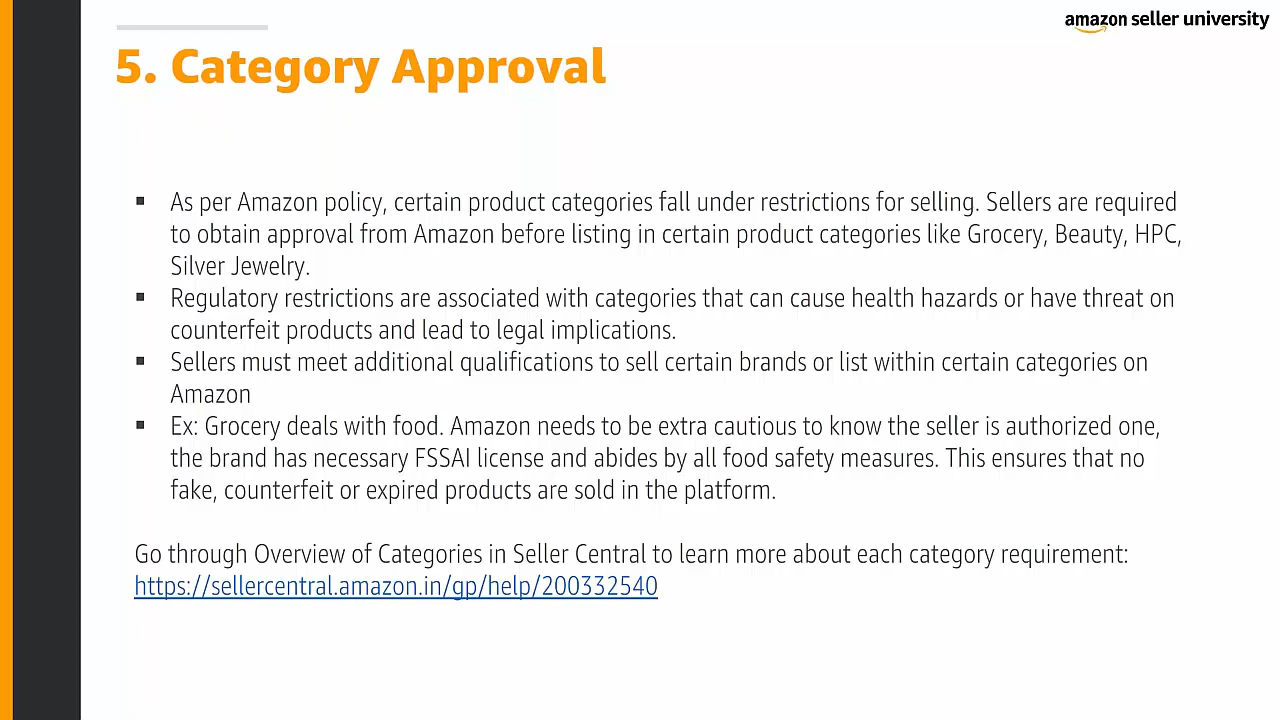 amazon seller university
5. Category Approval
▪ As per Amazon policy, certain product categories fall under restrictions for selling. Sellers are required
to obtain approval from Amazon before listing in certain product categories like Grocery, Beauty, HPC,
Silver Jewelry.
▪ Regulatory restrictions are associated with categories that can cause health hazards or have threat on
counterfeit products and lead to legal implications.
▪ Sellers must meet additional qualifications to sell certain brands or list within certain categories on
Amazon
▪ Ex: Grocery deals with food. Amazon needs to be extra cautious to know the seller is authorized one,
the brand has necessary FSSAI license and abides by all food safety measures. This ensures that no
fake, counterfeit or expired products are sold in the platform.
Go through Overview of Categories in Seller Central to learn more about each category requirement:
https://sellercentral.amazon.in/gp/help/200332540